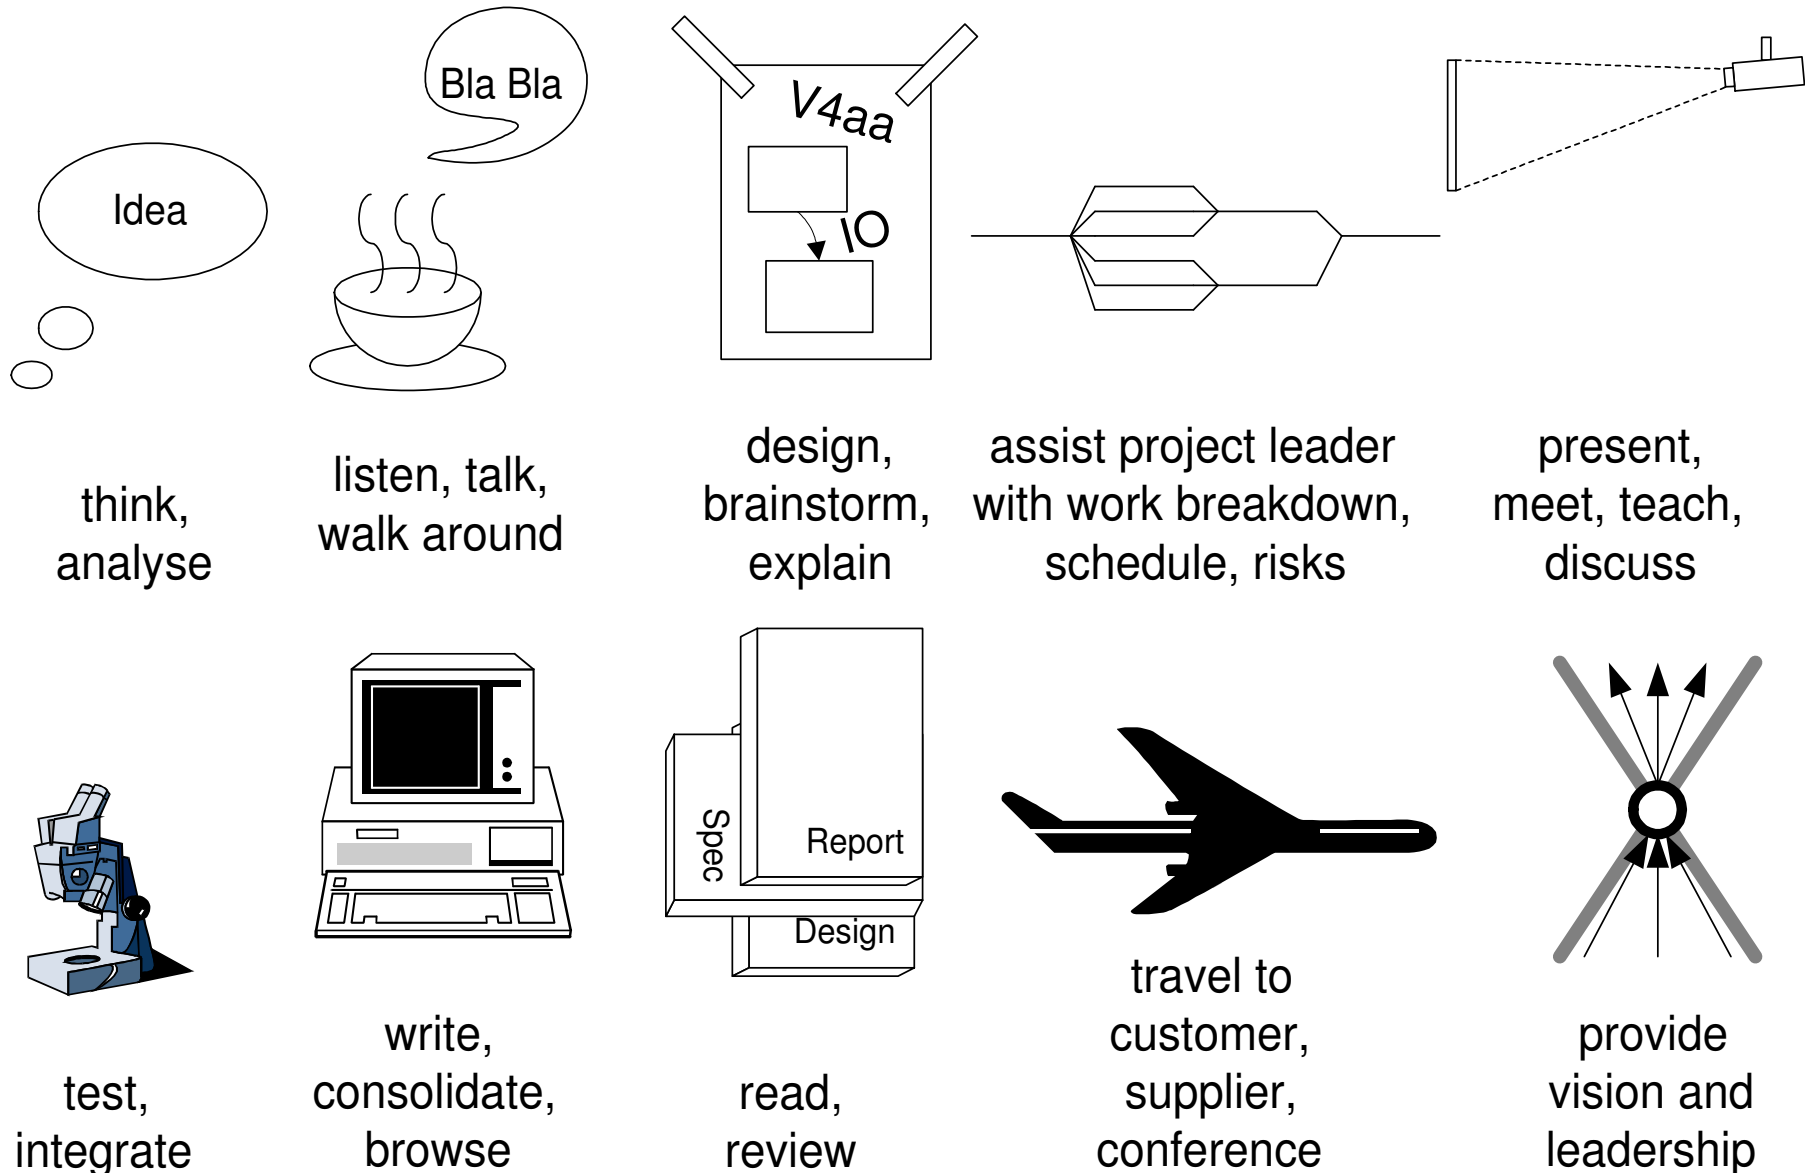 Bla Bla
Idea
V4aa
IO
think,
analyse
listen, talk,
walk around
design,
brainstorm,
explain
assist project leader
with work breakdown,
schedule, risks
present,
meet, teach,
discuss
Spec
Report
Design
test,
integrate
write,
consolidate,
browse
read,
review
travel to
customer,
supplier,
conference
provide
vision and
leadership